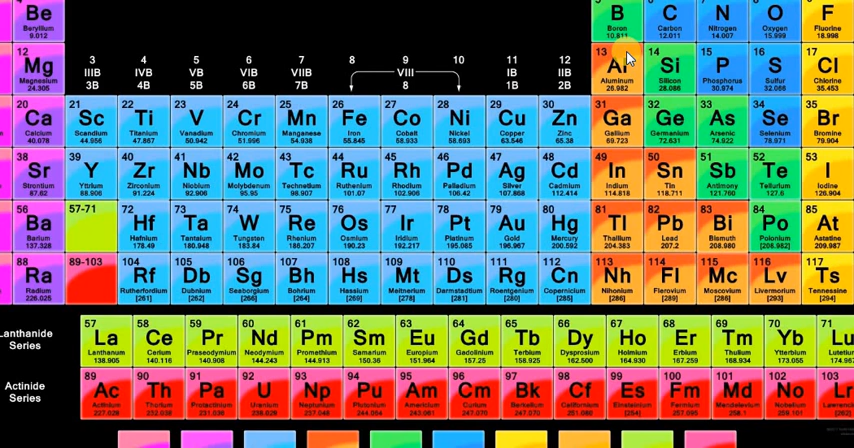 Be B C N O F
Beryllium Boron Carbon Nitrogen Oxygen Fluorine
9.012 10.811 12.011 14.007 15.999 18.998
12 3 4 5 6 7 8 9 10 11 12 13 14 15 16 17
Mg IIIB IVB VB VIB VIIB VIII IB IIB Al Si P S Cl
Magnesium Aluminum Silicon Phosphorus Sulfur Chlorine
24.305 3B 4B 5B 6B 7B 8 1B 2B 26.982 28.086 30.974 32.066 35.453
20 21 22 23 24 25 26 27 28 29 30 31 32 33 34 35
Ca Sc Ti V Cr Mn Fe Co Ni Cu Zn Ga Ge As Se Br
Calcium Scandium Titanium Vanadium Chromium Manganese Iron Cobalt Nickel Copper Zinc Gallium Germanium Arsenic Selenium Bromine
40.078 44.956 47.867 50.942 51.996 54.938 55.845 58.933 58.693 63.546 65.38 69.723 72.631 74.922 78.971 79.904
38 39 40 41 42 43 44 45 46 47 48 49 50 51 52 53
Sr Y Zr Nb Mo Tc Ru Rh Pd Ag Cd In Sn Sb Te I
Strontium Yttrium Zirconium Niobium Molybdenum Technetium Ruthenium Rhodium Palladium Silver Cadmium Indium Tin Antimony Tellurium Iodine
87.62 88.906 91.224 92.906 95.95 98.907 101.07 102.906 106.42 107.868 112.414 114.818 118.711 121.760 127.6 126.904
56 57-71 72 73 74 75 76 77 78 79 80 81 82 83 84 85
Ba Hf Ta W Re Os Ir Pt Au Hg Tl Pb Bi Po At
Barium Hafnium Tantalum Tungsten Rhenium Osmium Iridium Platinum Gold Mercury Thallium Lead Bismuth Polonium Astatine
137.328 178.49 180.948 183.84 186.207 190.23 192.217 195.085 196.967 200.592 204.383 207.2 208.980 [208.982] 209.987
88 89-103 104 105 106 107 108 109 110 111 112 113 114 115 116 117
Ra Rf Db Sg Bh Hs Mt Ds Rg Cn Nh Fl Mc Lv Ts
Radium Rutherfordium Dubnium Seaborgium Bohrium Hassium Meitnerium Darmstadtium Roentgenium Copernicium Nihonium Flerovium Moscovium Livermorium Tennessine
226.025 [261] [262] [266] [264] [269] [278] [281] [280] [285] [286] [289] [286] [293] [294]
57 58 59 60 61 62 63 64 65 66 67 68 69 70 71
Lanthanide Series La Ce Pr Nd Pm Sm Eu Gd Tb Dy Ho Er Tm Yb Lu
Lanthanum Cerium Praseodymium Neodymium Promethium Samarium Europium Gadolinium Terbium Dysprosium Holmium Erbium Thulium Ytterbium
138.905 140.116 140.908 144.243 144.913 150.36 151.964 157.25 158.925 162.500 164.930 167.259 168.934 173.055
89 90 91 92 93 94 95 96 97 98 99 100 101 102 103
Actinide Series Ac Th Pa U Np Pu Am Cm Bk Cf Es Fm Md No Lr
Actinium Thorium Protactinium Uranium Neptunium Plutonium Americium Curium Berkelium Californium Einsteinium Fermium Mendelevium Nobelium
227.028 232.038 231.036 238.029 237.048 244.064 243.061 247.070 247.070 251.080 [254] 257.095 258.1 259.101 [262]